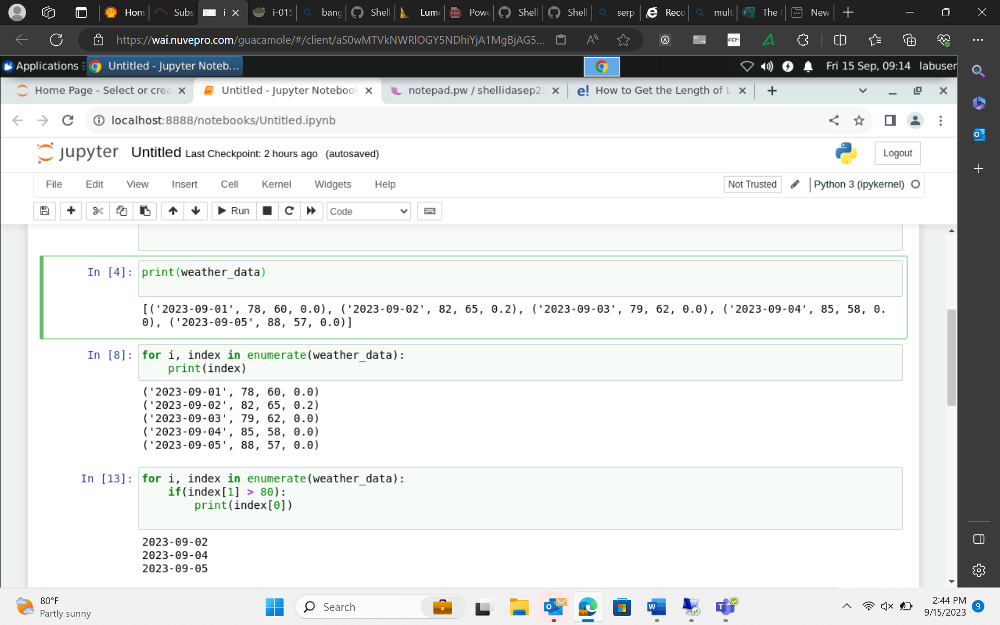 Hom
Subs
i
i-015
bang
Shell
Lume
Powe
Shell
Shell
serp
Reco
mult
The
New
https://wai.nuvepro.com/guacamole/#/client/aS0wMTVkNWRlOGY5NDhiYjA1MgBjAG5...
Applications
Untitled - Jupyter Noteb...
Fri 15 Sep, 09:14 labuser
Home Page - Select or crea
Untitled - Jupyter Notebook
notepad.pw / shellidasep23
How to Get the Length of L
localhost:8888/notebooks/Untitled.ipynb
jupyter Untitled Last Checkpoint: 2 hours ago (autosaved)
Logout
File Edit View Insert Cell Kernel Widgets Help
Not Trusted
Python 3 (ipykernel)
Run
Code
In [4]: print(weather_data)
[('2023-09-01', 78, 60, 0.0), ('2023-09-02', 82, 65, 0.2), ('2023-09-03', 79, 62, 0.0), ('2023-09-04', 85, 58, 0.
0), ('2023-09-05', 88, 57, 0.0)]
In [8]: for i, index in enumerate(weather_data):
print(index)
('2023-09-01', 78, 60, 0.0)
('2023-09-02', 82, 65, 0.2)
('2023-09-03', 79, 62, 0.0)
('2023-09-04', 85, 58, 0.0)
('2023-09-05', 88, 57, 0.0)
In [13]: for i, index in enumerate(weather_data):
if(index[1] > 80):
print(index[0])
2023-09-02
2023-09-04
2023-09-05
80°F
Partly sunny
Search
2:44 PM
9/15/2023
9